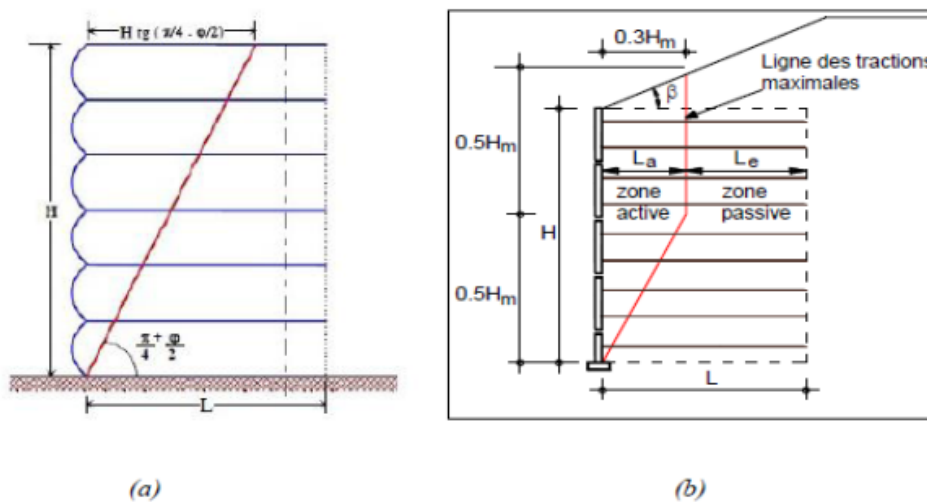 H tg ( π/4 - φ/2)
H
π/4 + φ/2
L
(a)
0.3Hm
Ligne des tractions
maximales
β
0.5Hm
La
Le
zone
active
zone
passive
H
0.5Hm
L
(b)